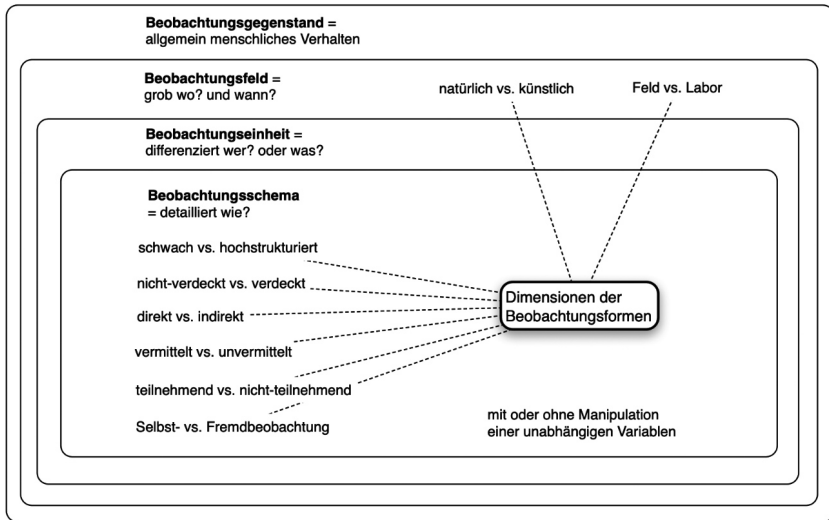 Beobachtungsgegenstand =
allgemein menschliches Verhalten
Beobachtungsfeld =
grob wo? und wann?
natürlich vs. künstlich
Feld vs. Labor
Beobachtungseinheit =
differenziert wer? oder was?
Beobachtungsschema
= detailliert wie?
schwach vs. hochstrukturiert
nicht-verdeckt vs. verdeckt
direkt vs. indirekt
vermittelt vs. unvermittelt
teilnehmend vs. nicht-teilnehmend
Selbst- vs. Fremdbeobachtung
Dimensionen der
Beobachtungsformen
mit oder ohne Manipulation
einer unabhängigen Variablen